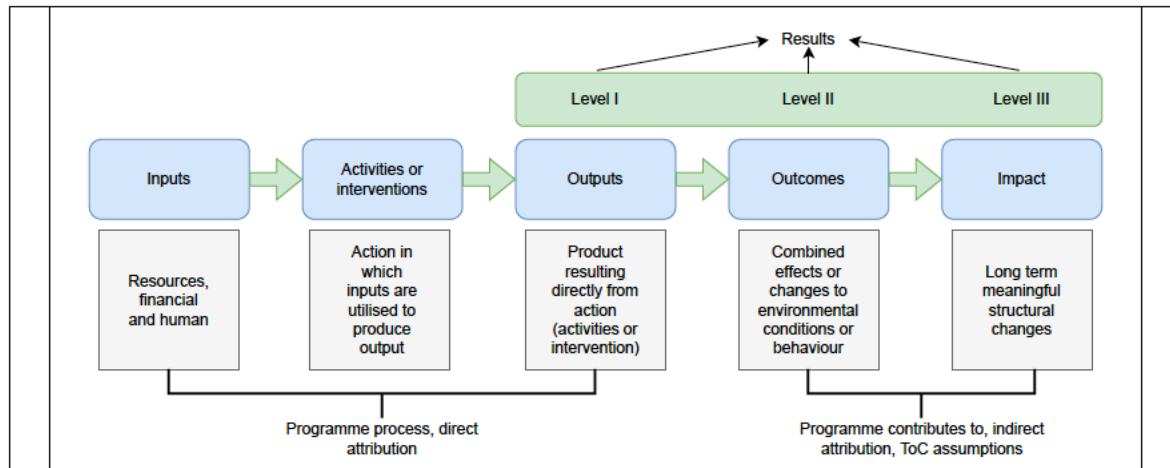 Results
Level I
Level II
Level III
Inputs
Activities or
interventions
Outputs
Outcomes
Impact
Resources,
financial
and human
Action in
which
inputs are
utilised to
produce
output
Product
resulting
directly from
action
(activities or
intervention)
Combined
effects or
changes to
environmental
conditions or
behaviour
Long term
meaningful
structural
changes
Programme process, direct
attribution
Programme contributes to, indirect
attribution, ToC assumptions